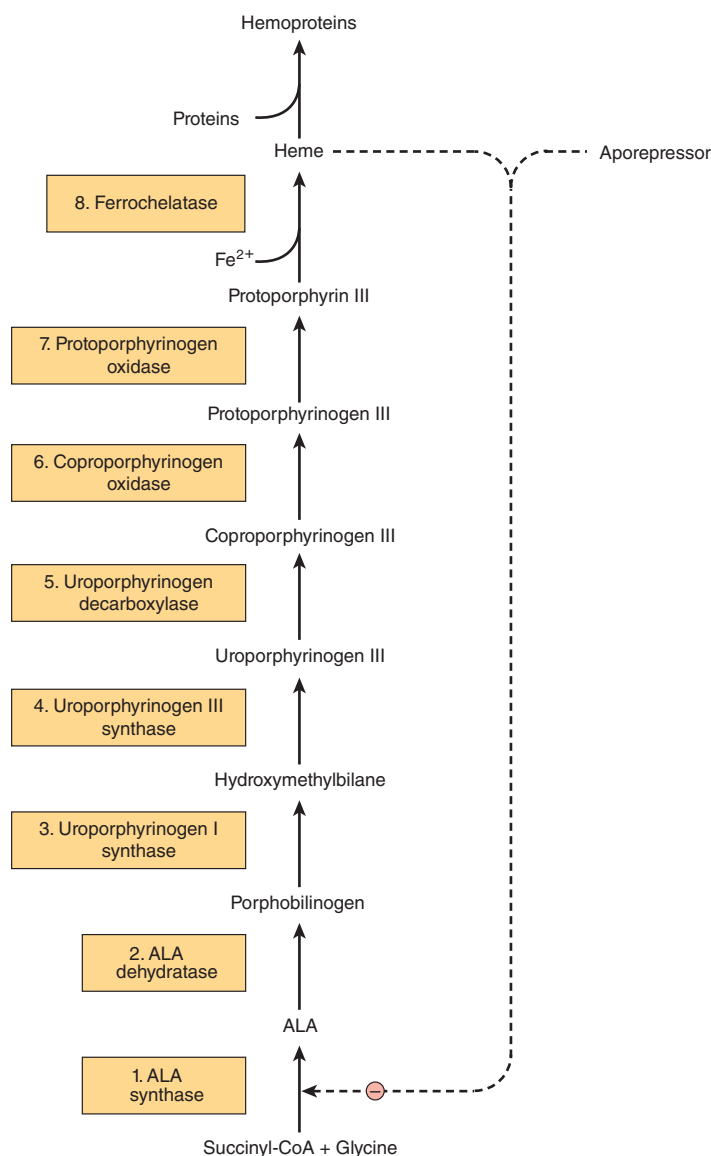 Hemoproteins
Proteins
Heme
Aporepressor
8. Ferrochelatase
Fe2+
Protoporphyrin III
7. Protoporphyrinogen
oxidase
Protoporphyrinogen III
6. Coproporphyrinogen
oxidase
Coproporphyrinogen III
5. Uroporphyrinogen
decarboxylase
Uroporphyrinogen III
4. Uroporphyrinogen III
synthase
Hydroxymethylbilane
3. Uroporphyrinogen I
synthase
Porphobilinogen
2. ALA
dehydratase
ALA
1. ALA
synthase
−
Succinyl-CoA + Glycine